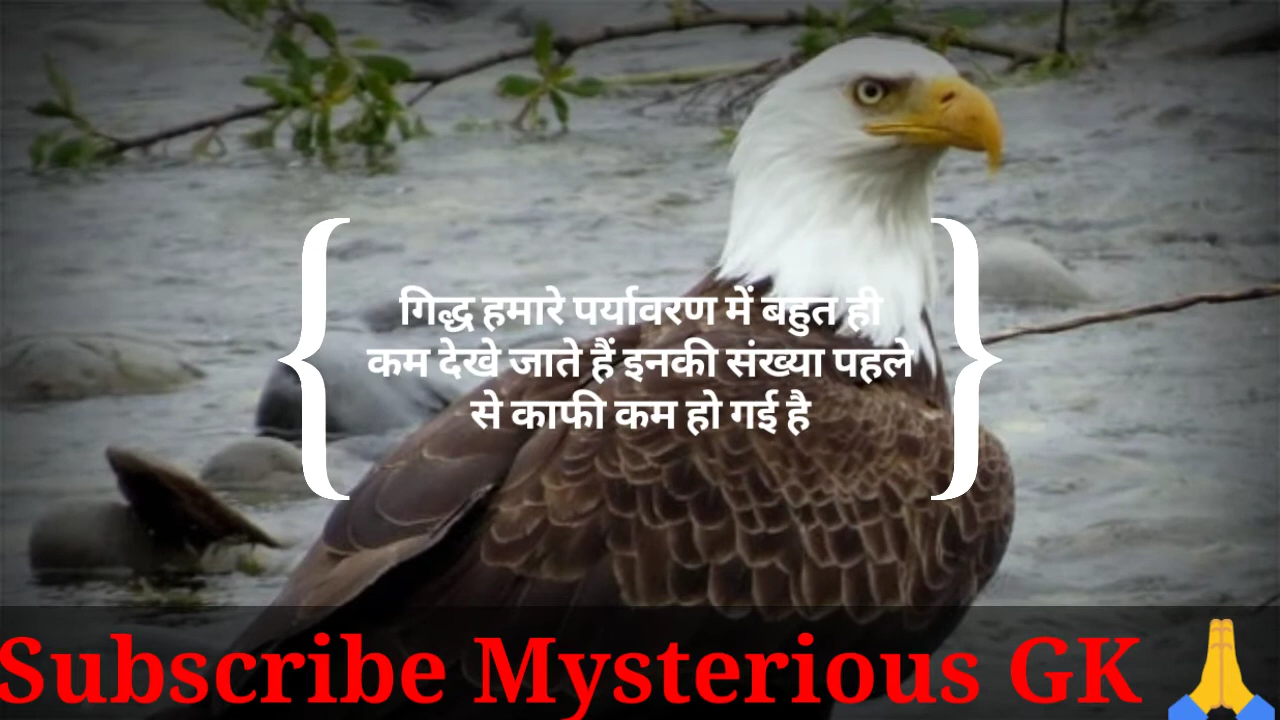 गिद्ध हमारे पर्यावरण में बहुत ही
कम देखे जाते हैं इनकी संख्या पहले
से काफी कम हो गई है
Subscribe Mysterious GK 🙏